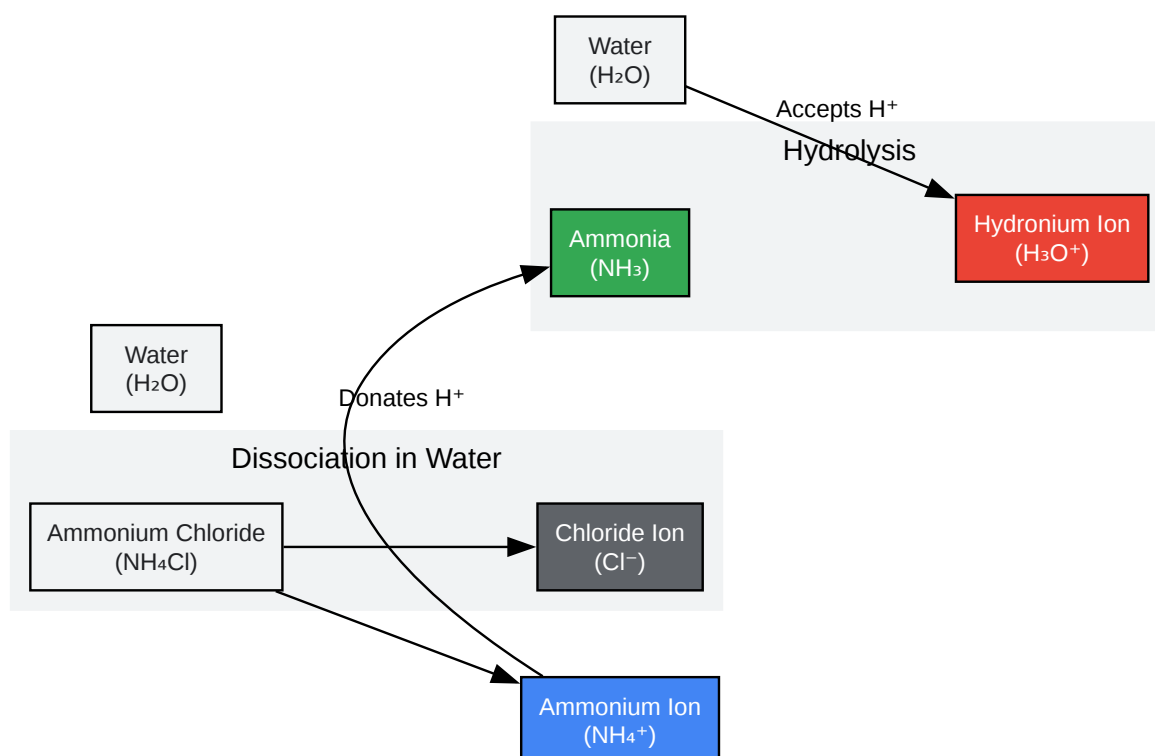 Water
(H₂O)
Accepts H⁺
Hydrolysis
Ammonia
(NH₃)
Hydronium Ion
(H₃O⁺)
Water
(H₂O)
Donates H⁺
Dissociation in Water
Ammonium Chloride
(NH₄Cl)
Chloride Ion
(Cl⁻)
Ammonium Ion
(NH₄⁺)